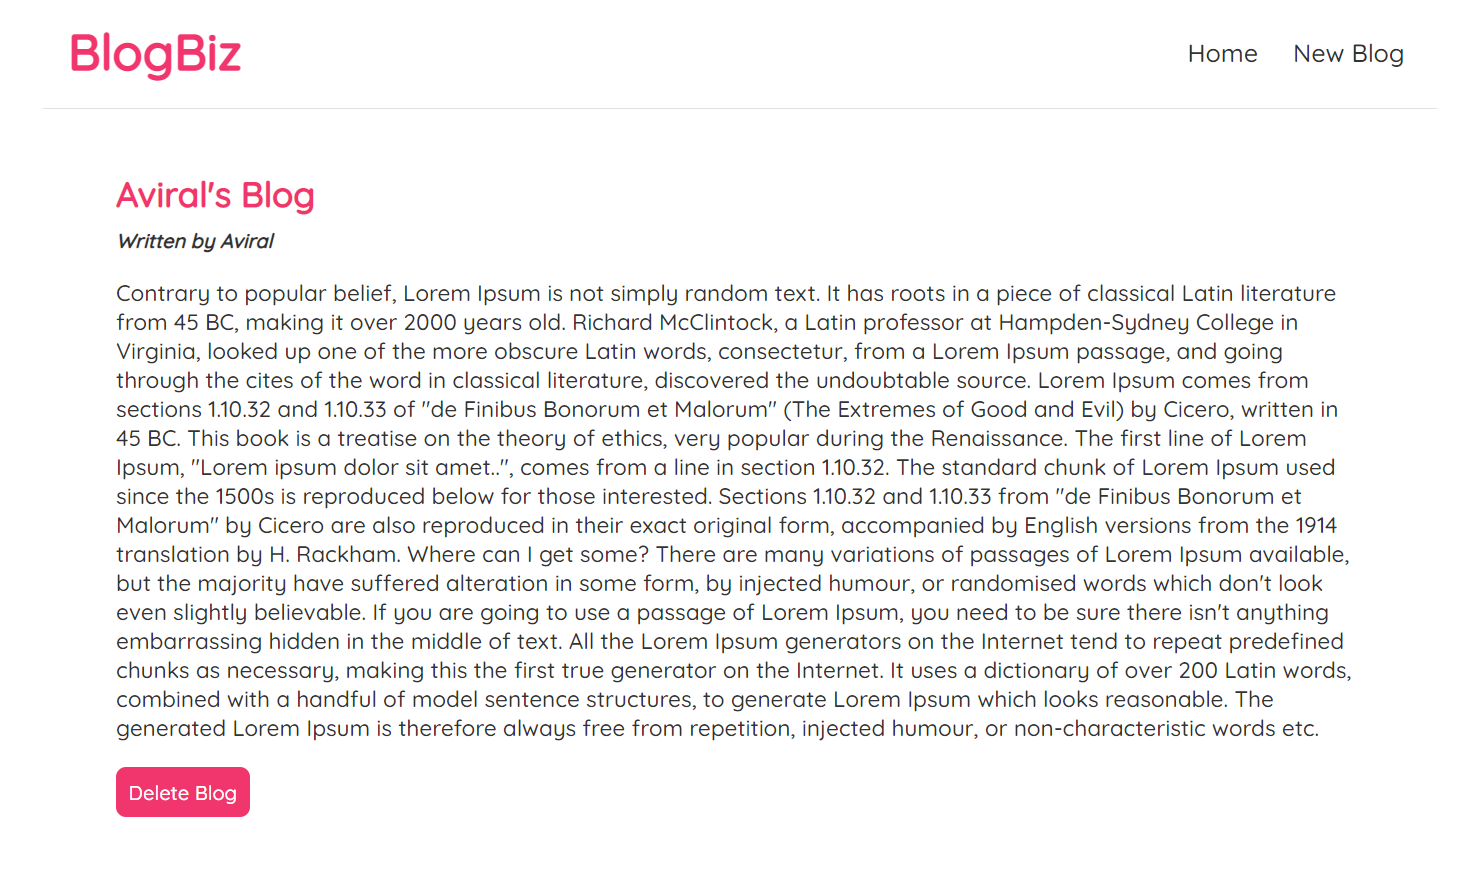 BlogBiz
Home New Blog
Aviral's Blog
Written by Aviral
Contrary to popular belief, Lorem Ipsum is not simply random text. It has roots in a piece of classical Latin literature
from 45 BC, making it over 2000 years old. Richard McClintock, a Latin professor at Hampden-Sydney College in
Virginia, looked up one of the more obscure Latin words, consectetur, from a Lorem Ipsum passage, and going
through the cites of the word in classical literature, discovered the undoubtable source. Lorem Ipsum comes from
sections 1.10.32 and 1.10.33 of "de Finibus Bonorum et Malorum" (The Extremes of Good and Evil) by Cicero, written in
45 BC. This book is a treatise on the theory of ethics, very popular during the Renaissance. The first line of Lorem
Ipsum, "Lorem ipsum dolor sit amet..", comes from a line in section 1.10.32. The standard chunk of Lorem Ipsum used
since the 1500s is reproduced below for those interested. Sections 1.10.32 and 1.10.33 from "de Finibus Bonorum et
Malorum" by Cicero are also reproduced in their exact original form, accompanied by English versions from the 1914
translation by H. Rackham. Where can I get some? There are many variations of passages of Lorem Ipsum available,
but the majority have suffered alteration in some form, by injected humour, or randomised words which don't look
even slightly believable. If you are going to use a passage of Lorem Ipsum, you need to be sure there isn't anything
embarrassing hidden in the middle of text. All the Lorem Ipsum generators on the Internet tend to repeat predefined
chunks as necessary, making this the first true generator on the Internet. It uses a dictionary of over 200 Latin words,
combined with a handful of model sentence structures, to generate Lorem Ipsum which looks reasonable. The
generated Lorem Ipsum is therefore always free from repetition, injected humour, or non-characteristic words etc.
Delete Blog